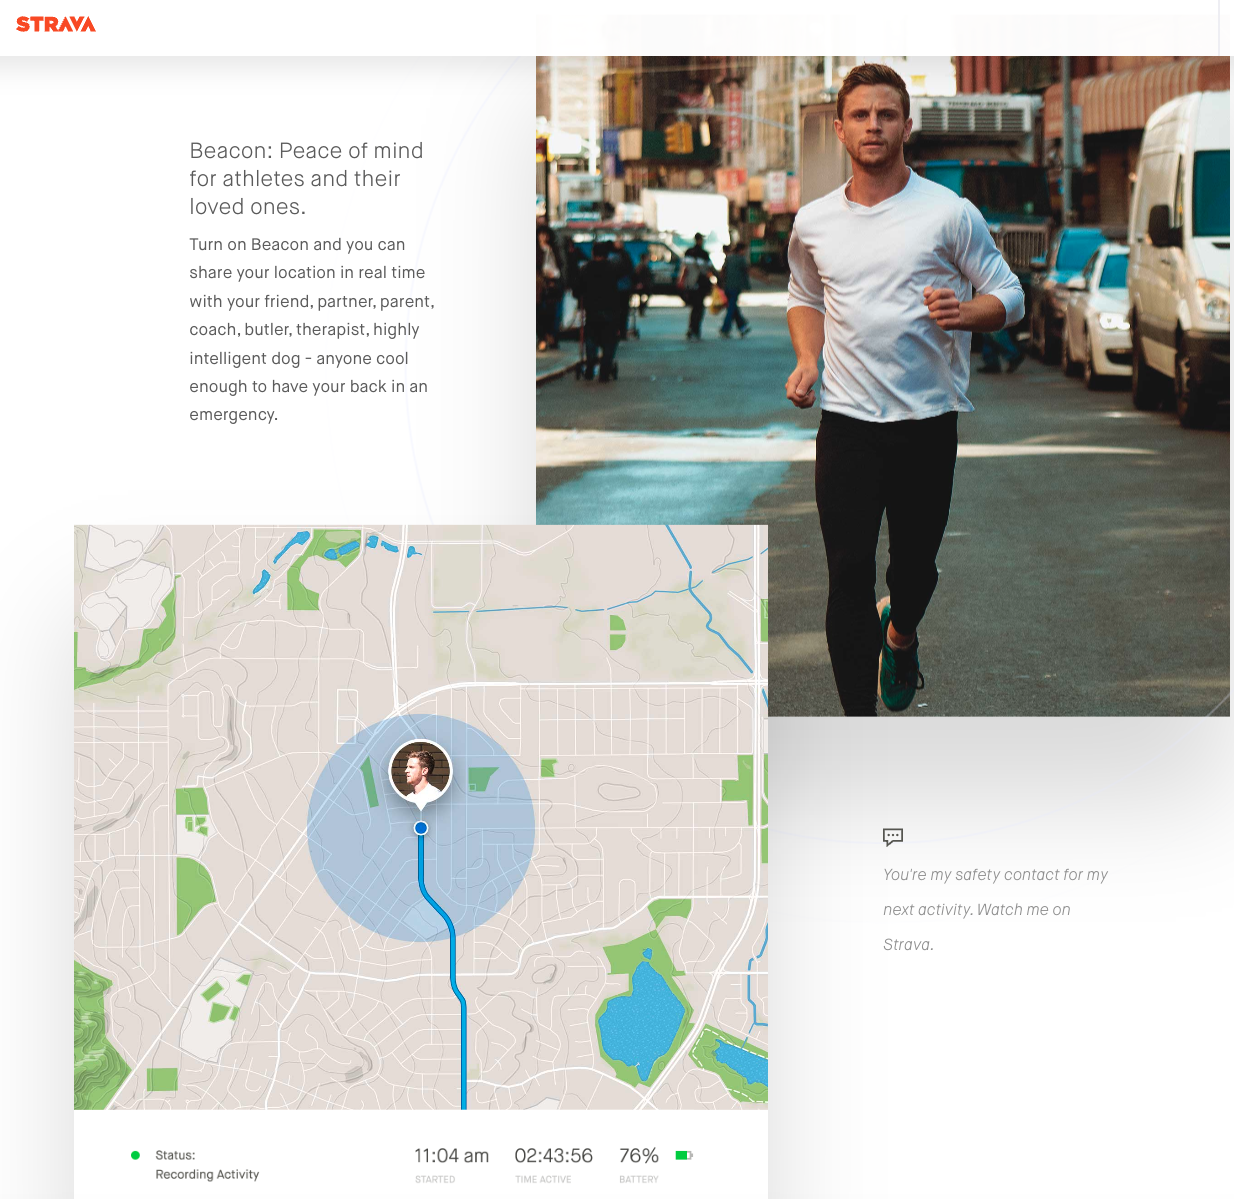 STRAVA
Beacon: Peace of mind
for athletes and their
loved ones.
Turn on Beacon and you can
share your location in real time
with your friend, partner, parent,
coach, butler, therapist, highly
intelligent dog - anyone cool
enough to have your back in an
emergency.
You're my safety contact for my
next activity. Watch me on
Strava.
Status:
Recording Activity
11:04 am
STARTED
02:43:56
TIME ACTIVE
76%
BATTERY